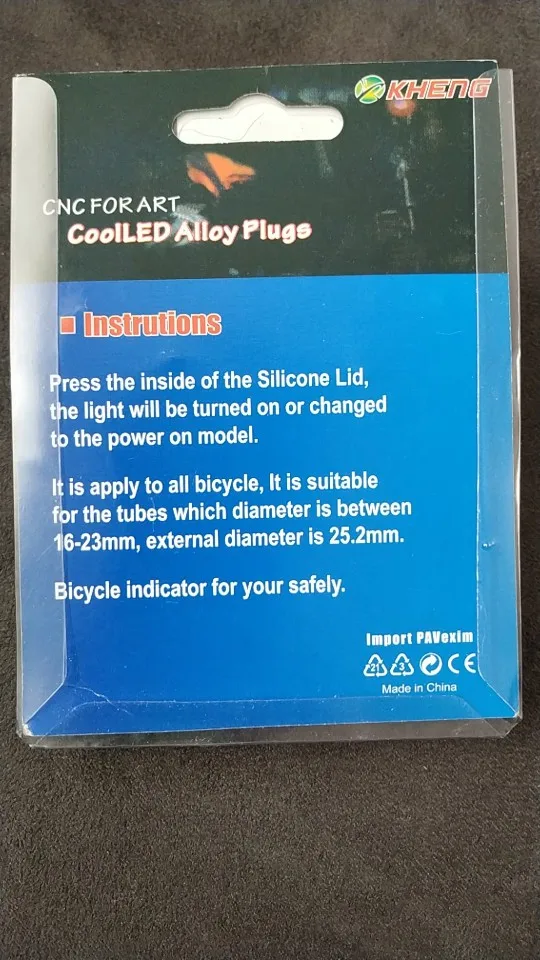 KHENG
CNC FOR ART
CoolLED Alloy Plugs
Instrutions
Press the inside of the Silicone Lid,
the light will be turned on or changed
to the power on model.
It is apply to all bicycle, It is suitable
for the tubes which diameter is between
16-23mm, external diameter is 25.2mm.
Bicycle indicator for your safely.
Import PAVexim
21 3 CE
Made in China